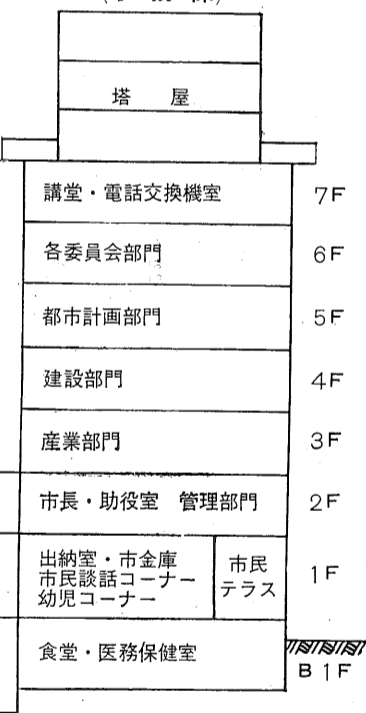 塔 屋
講堂・電話交換機室 7F
各委員会部門 6F
都市計画部門 5F
建設部門 4F
産業部門 3F
市長・助役室 管理部門 2F
出納室・市金庫
市民談話コーナー
幼児コーナー
市民
テラス
1F
食堂・医務保健室
B1F